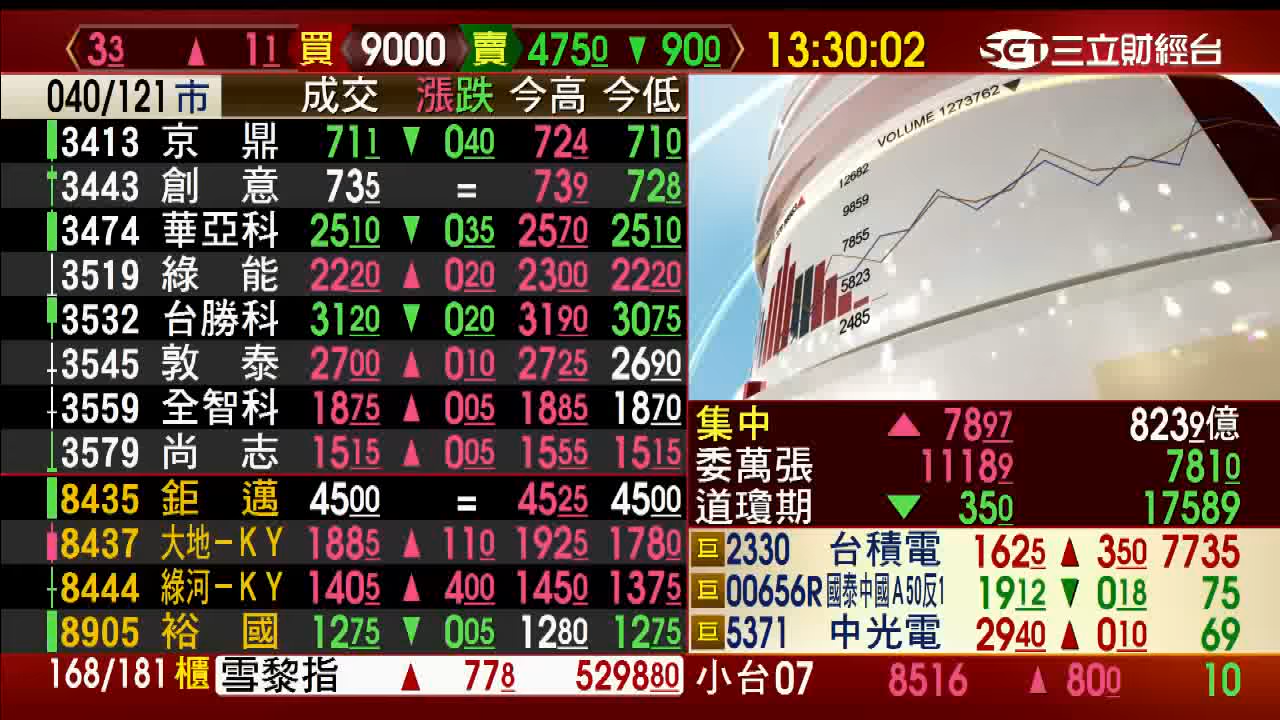 33 ▲ 11 買 9000 賣 4750 ▼ 900 13:30:02 SET三立財經台
040/121 市 成交 漲跌 今高 今低
3413 京鼎 711 ▼ 040 724 710
3443 創意 735 = 739 728
3474 華亞科 2510 ▼ 035 2570 2510
3519 綠能 2220 ▲ 020 2300 2220
3532 台勝科 3120 ▼ 020 3190 3075
3545 敦泰 2700 ▲ 010 2725 2690
3559 全智科 1875 ▲ 005 1885 1870
3579 尚志 1515 ▲ 005 1555 1515
8435 鉅邁 4500 = 4525 4500
8437 大地-KY 1885 ▲ 110 1925 1780
8444 綠河-KY 1405 ▲ 400 1450 1375
8905 裕國 1275 ▼ 005 1280 1275
168/181 櫃 雪黎指 ▲ 778 529880
VOLUME 1273762 ▼
12682
9859
7855
5823
2485
集中 ▲ 7897 8239億
委萬張 11189 7810
道瓊期 ▼ 350 17589
巨 2330 台積電 1625 ▲ 350 7735
巨 00656R 國泰中國A50反1 1912 ▼ 018 75
巨 5371 中光電 2940 ▲ 010 69
小台07 8516 ▲ 800 10